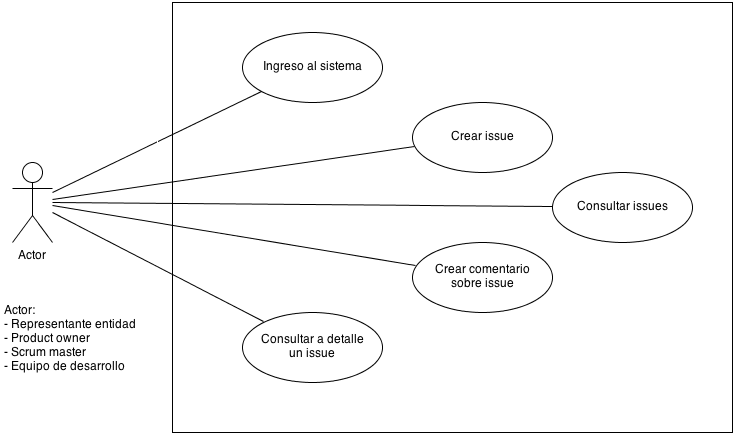 Ingreso al sistema
Crear issue
Consultar issues
Crear comentario
sobre issue
Consultar a detalle
un issue
Actor
Actor:
- Representante entidad
- Product owner
- Scrum master
- Equipo de desarrollo